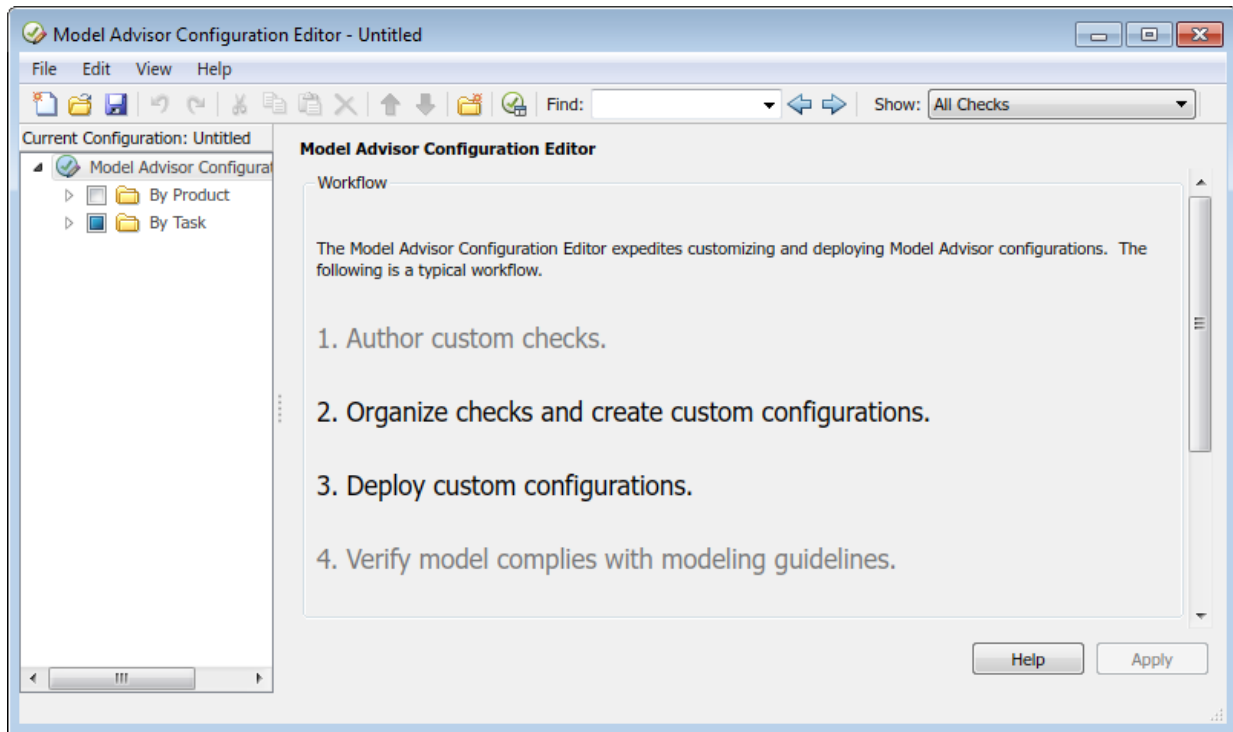 Model Advisor Configuration Editor - Untitled
File Edit View Help
Find: Show: All Checks
Current Configuration: Untitled
Model Advisor Configurat
By Product
By Task
Model Advisor Configuration Editor
Workflow
The Model Advisor Configuration Editor expedites customizing and deploying Model Advisor configurations. The
following is a typical workflow.
1. Author custom checks.
2. Organize checks and create custom configurations.
3. Deploy custom configurations.
4. Verify model complies with modeling guidelines.
Help Apply